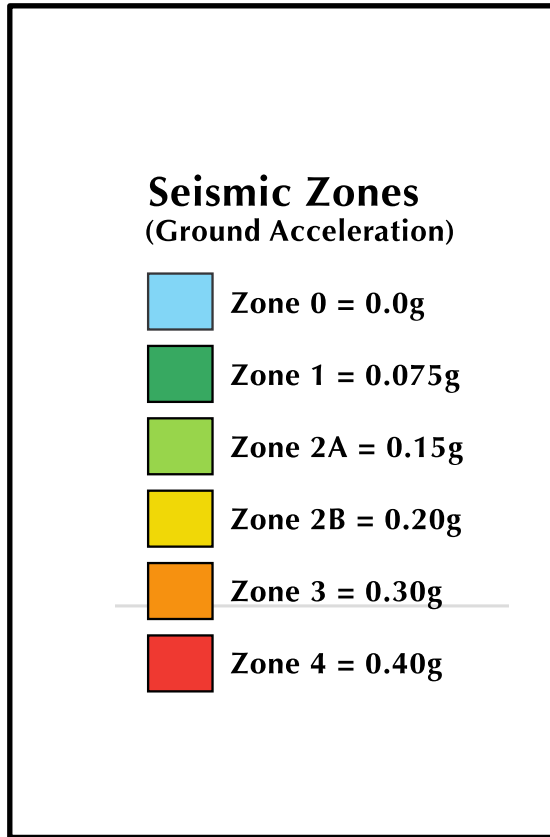 Seismic Zones
(Ground Acceleration)
Zone 0 = 0.0g
Zone 1 = 0.075g
Zone 2A = 0.15g
Zone 2B = 0.20g
Zone 3 = 0.30g
Zone 4 = 0.40g